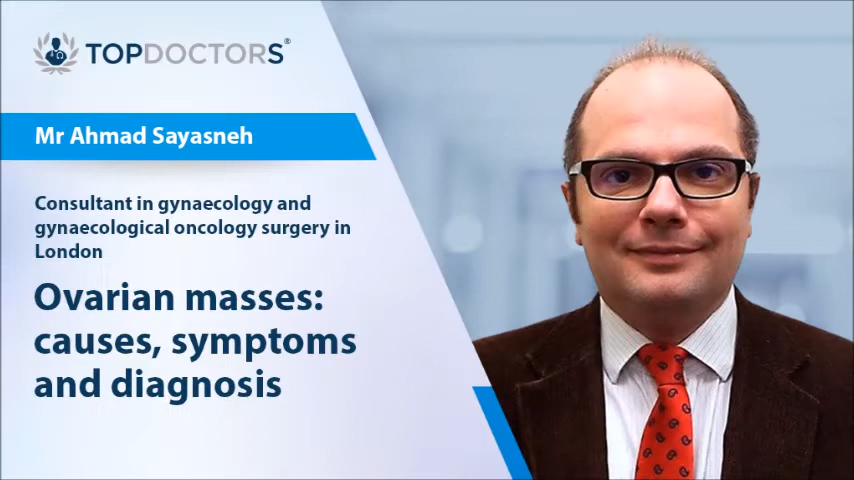 TOPDOCTORS®
Mr Ahmad Sayasneh
Consultant in gynaecology and
gynaecological oncology surgery in
London
Ovarian masses:
causes, symptoms
and diagnosis